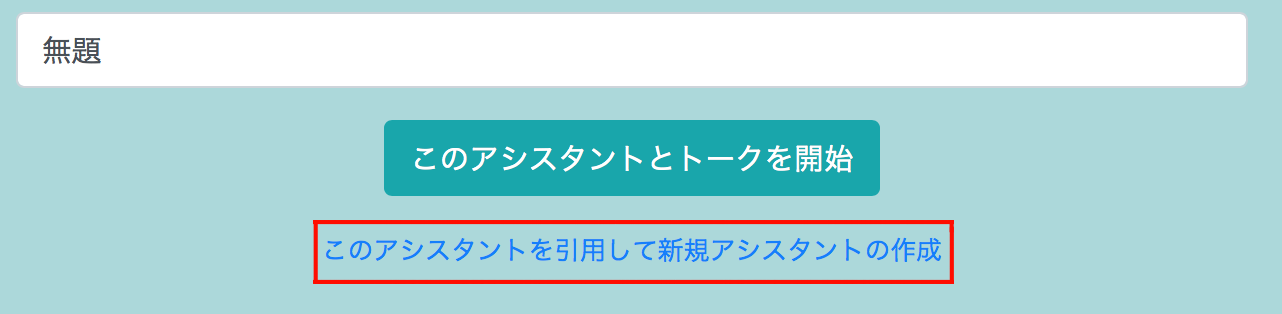 無題
このアシスタントとトークを開始
このアシスタントを引用して新規アシスタントの作成